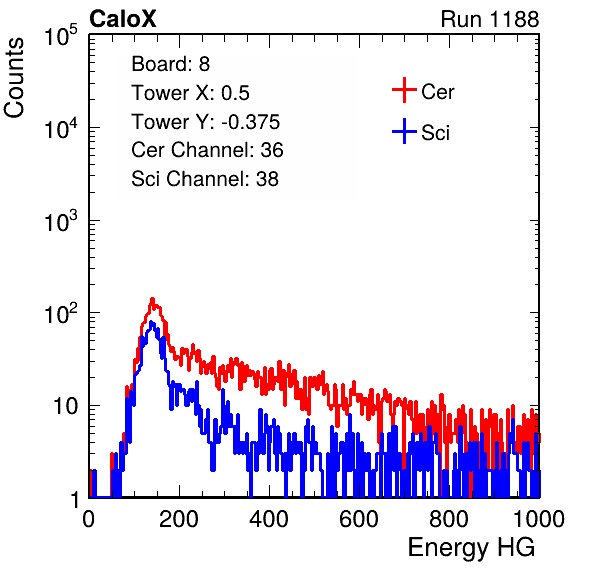 CaloX Run 1188
Counts
Board: 8
Tower X: 0.5
Tower Y: -0.375
Cer Channel: 36
Sci Channel: 38
Cer
Sci
10^5
10^4
10^3
10^2
10
1
0 200 400 600 800 1000
Energy HG